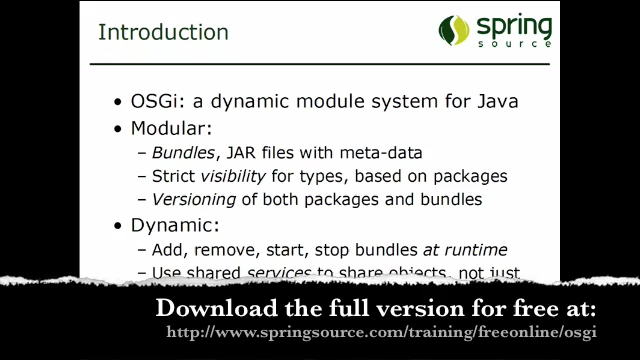 Introduction
spring
source
• OSGi: a dynamic module system for Java
• Modular:
– Bundles, JAR files with meta-data
– Strict visibility for types, based on packages
– Versioning of both packages and bundles
• Dynamic:
– Add, remove, start, stop bundles at runtime
– Use shared services to share objects, not just
Download the full version for free at:
http://www.springsource.com/training/freeonline/osgi